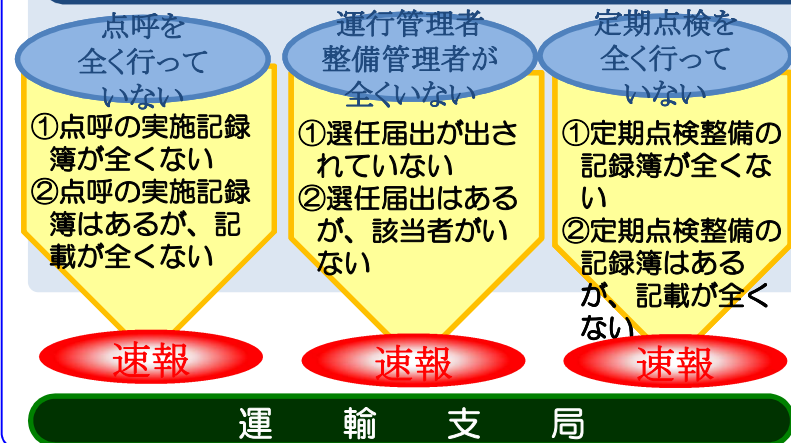 点呼を
全く行って
いない
①点呼の実施記録
簿が全くない
②点呼の実施記録
簿はあるが、記
載が全くない
速報
運行管理者
整備管理者が
全くいない
①選任届出が出さ
れていない
②選任届出はある
が、該当者がい
ない
速報
定期点検を
全く行って
いない
①定期点検整備の
記録簿が全くな
い
②定期点検整備の
記録簿はある
が、記載が全く
ない
速報
運輸支局